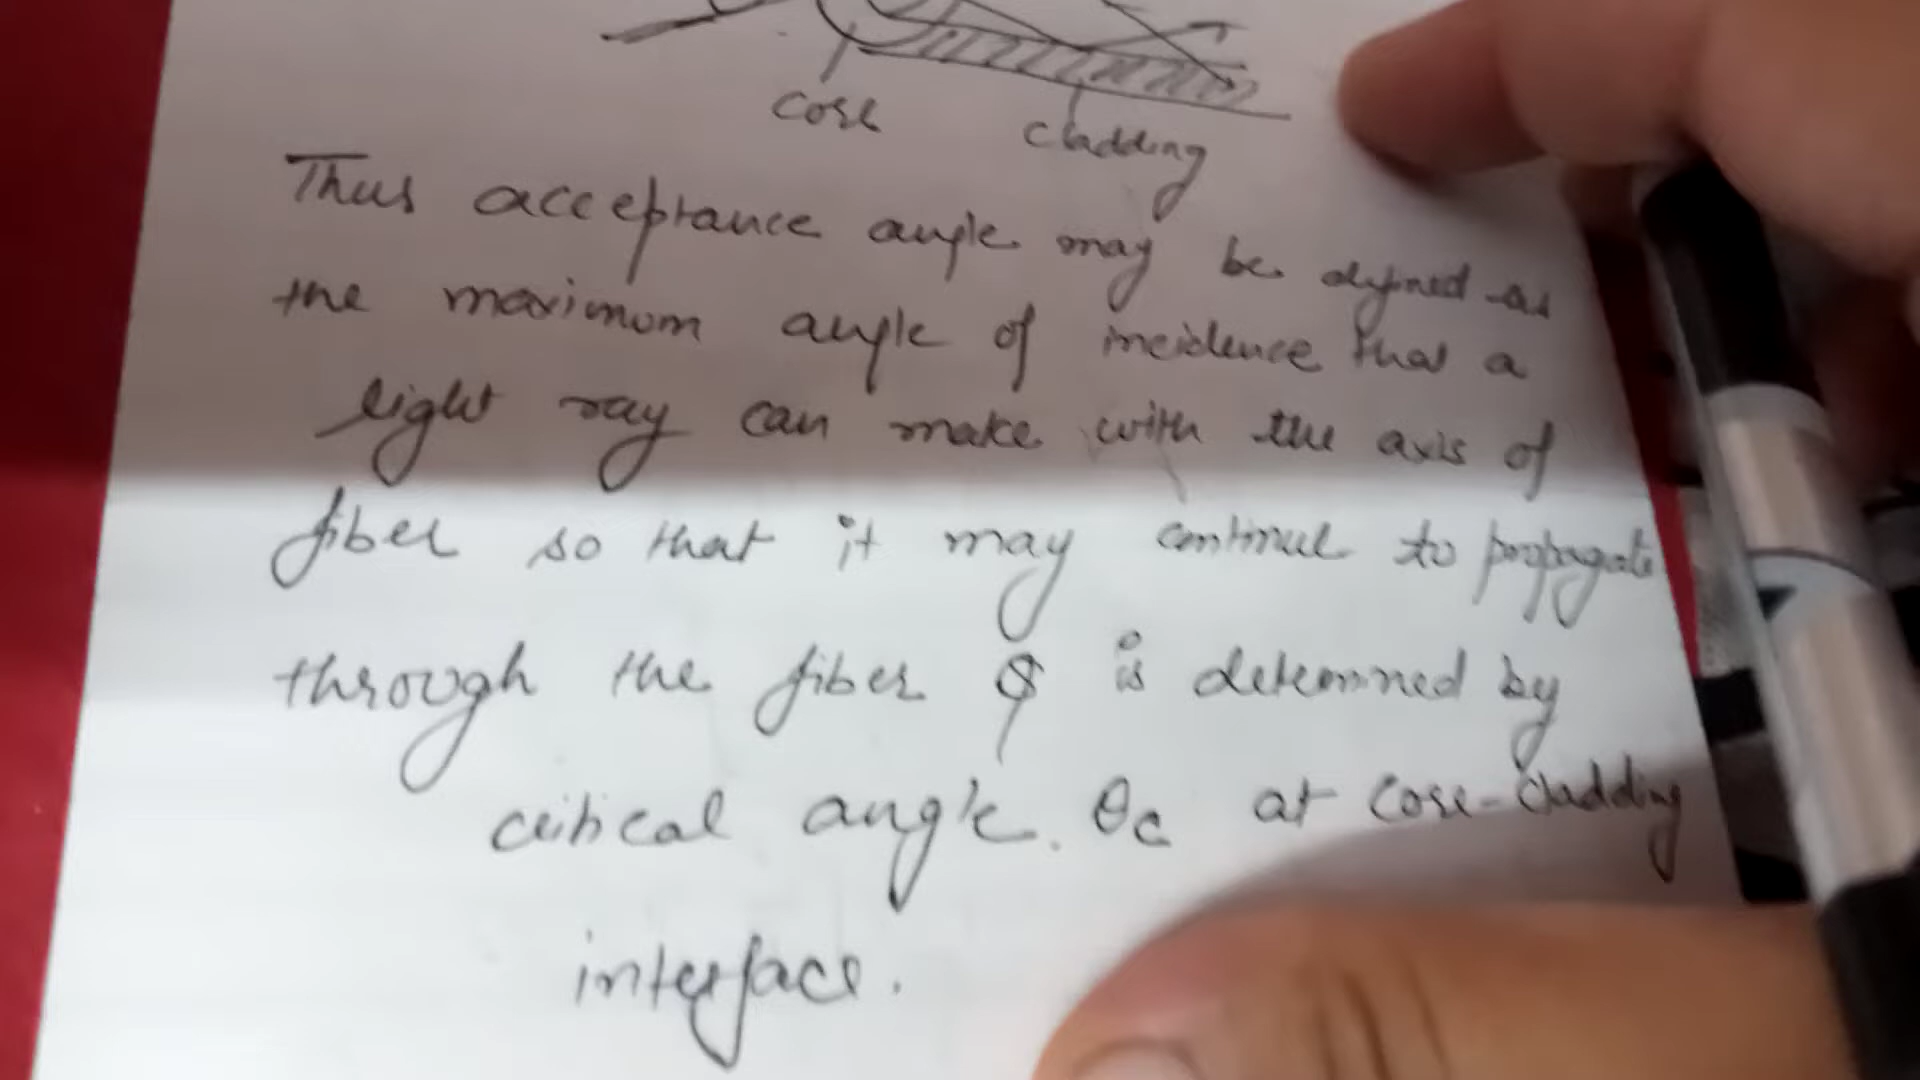 core
cladding
Thus acceptance angle may be defined as
the maximum angle of incidence that a
light ray can make with the axis of
fiber so that it may continue to propagate
through the fiber & is determined by
critical angle. θc at core-cladding
interface.